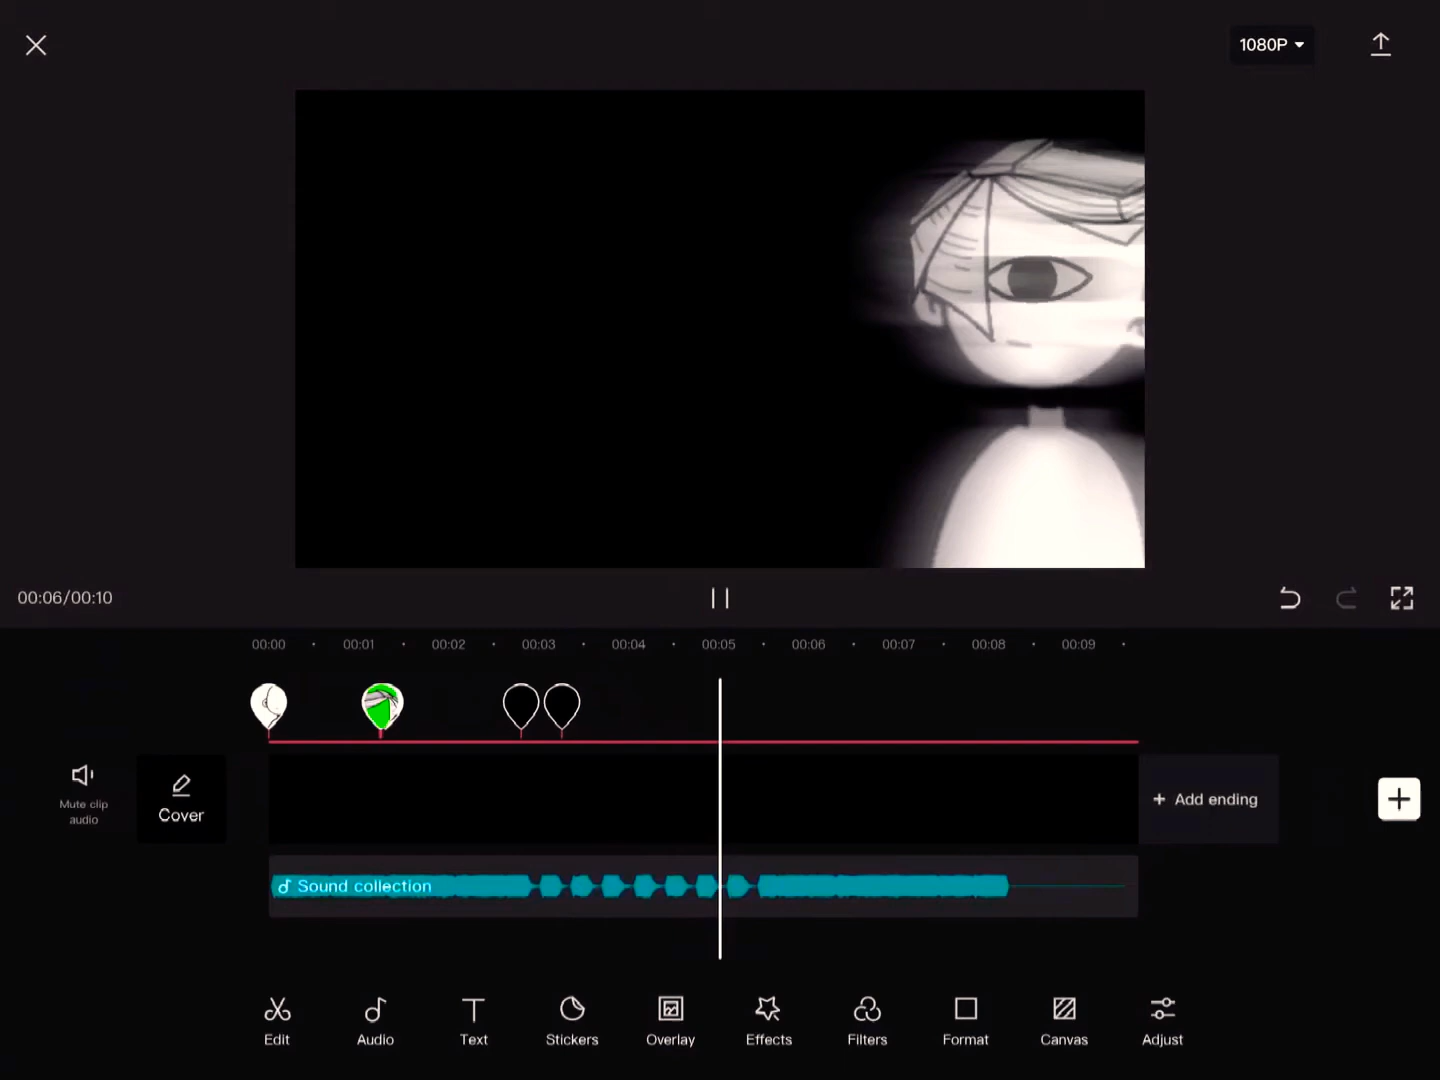 1080P
00:06/00:10
00:00 00:01 00:02 00:03 00:04 00:05 00:06 00:07 00:08 00:09
Mute clip
audio
Cover
+ Add ending
Sound collection
Edit Audio Text Stickers Overlay Effects Filters Format Canvas Adjust